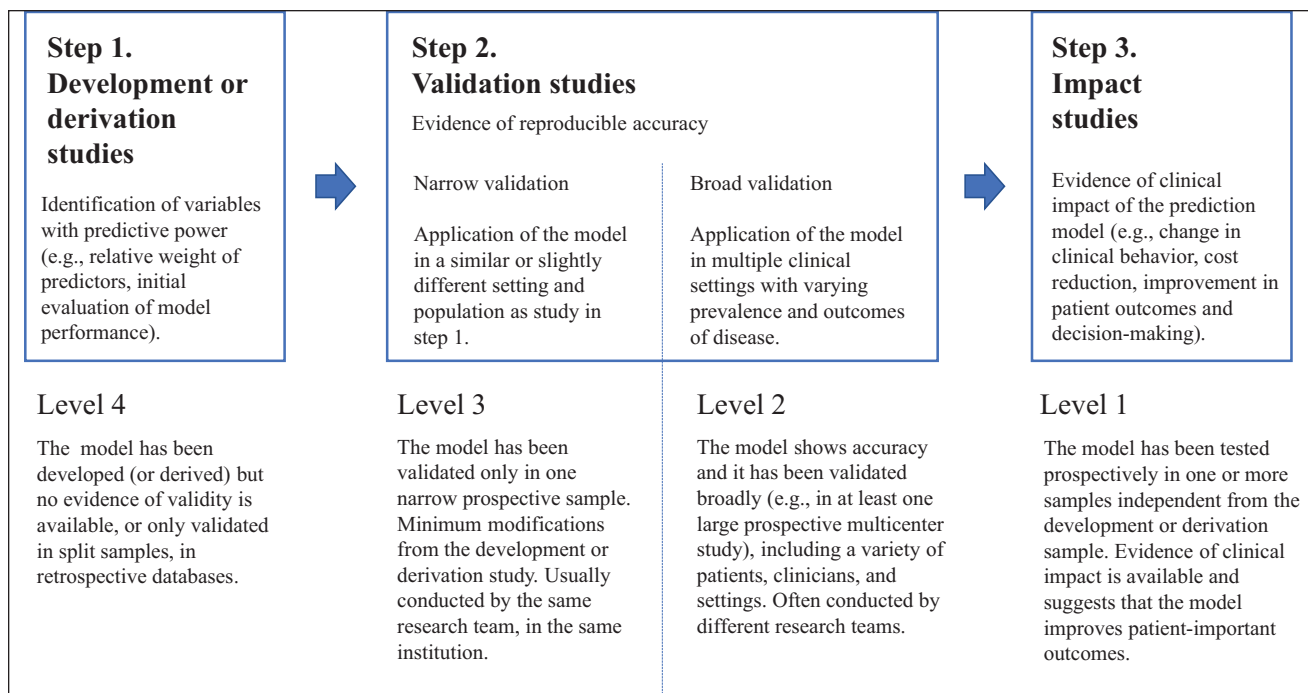 Step 1.
Development or
derivation
studies
Identification of variables
with predictive power
(e.g., relative weight of
predictors, initial
evaluation of model
performance).
Step 2.
Validation studies
Evidence of reproducible accuracy
Narrow validation
Application of the model
in a similar or slightly
different setting and
population as study in
step 1.
Broad validation
Application of the model
in multiple clinical
settings with varying
prevalence and outcomes
of disease.
Step 3.
Impact
studies
Evidence of clinical
impact of the prediction
model (e.g., change in
clinical behavior, cost
reduction, improvement in
patient outcomes and
decision-making).
Level 4
The model has been
developed (or derived) but
no evidence of validity is
available, or only validated
in split samples, in
retrospective databases.
Level 3
The model has been
validated only in one
narrow prospective sample.
Minimum modifications
from the development or
derivation study. Usually
conducted by the same
research team, in the same
institution.
Level 2
The model shows accuracy
and it has been validated
broadly (e.g., in at least one
large prospective multicenter
study), including a variety of
patients, clinicians, and
settings. Often conducted by
different research teams.
Level 1
The model has been tested
prospectively in one or more
samples independent from the
development or derivation
sample. Evidence of clinical
impact is available and
suggests that the model
improves patient-important
outcomes.